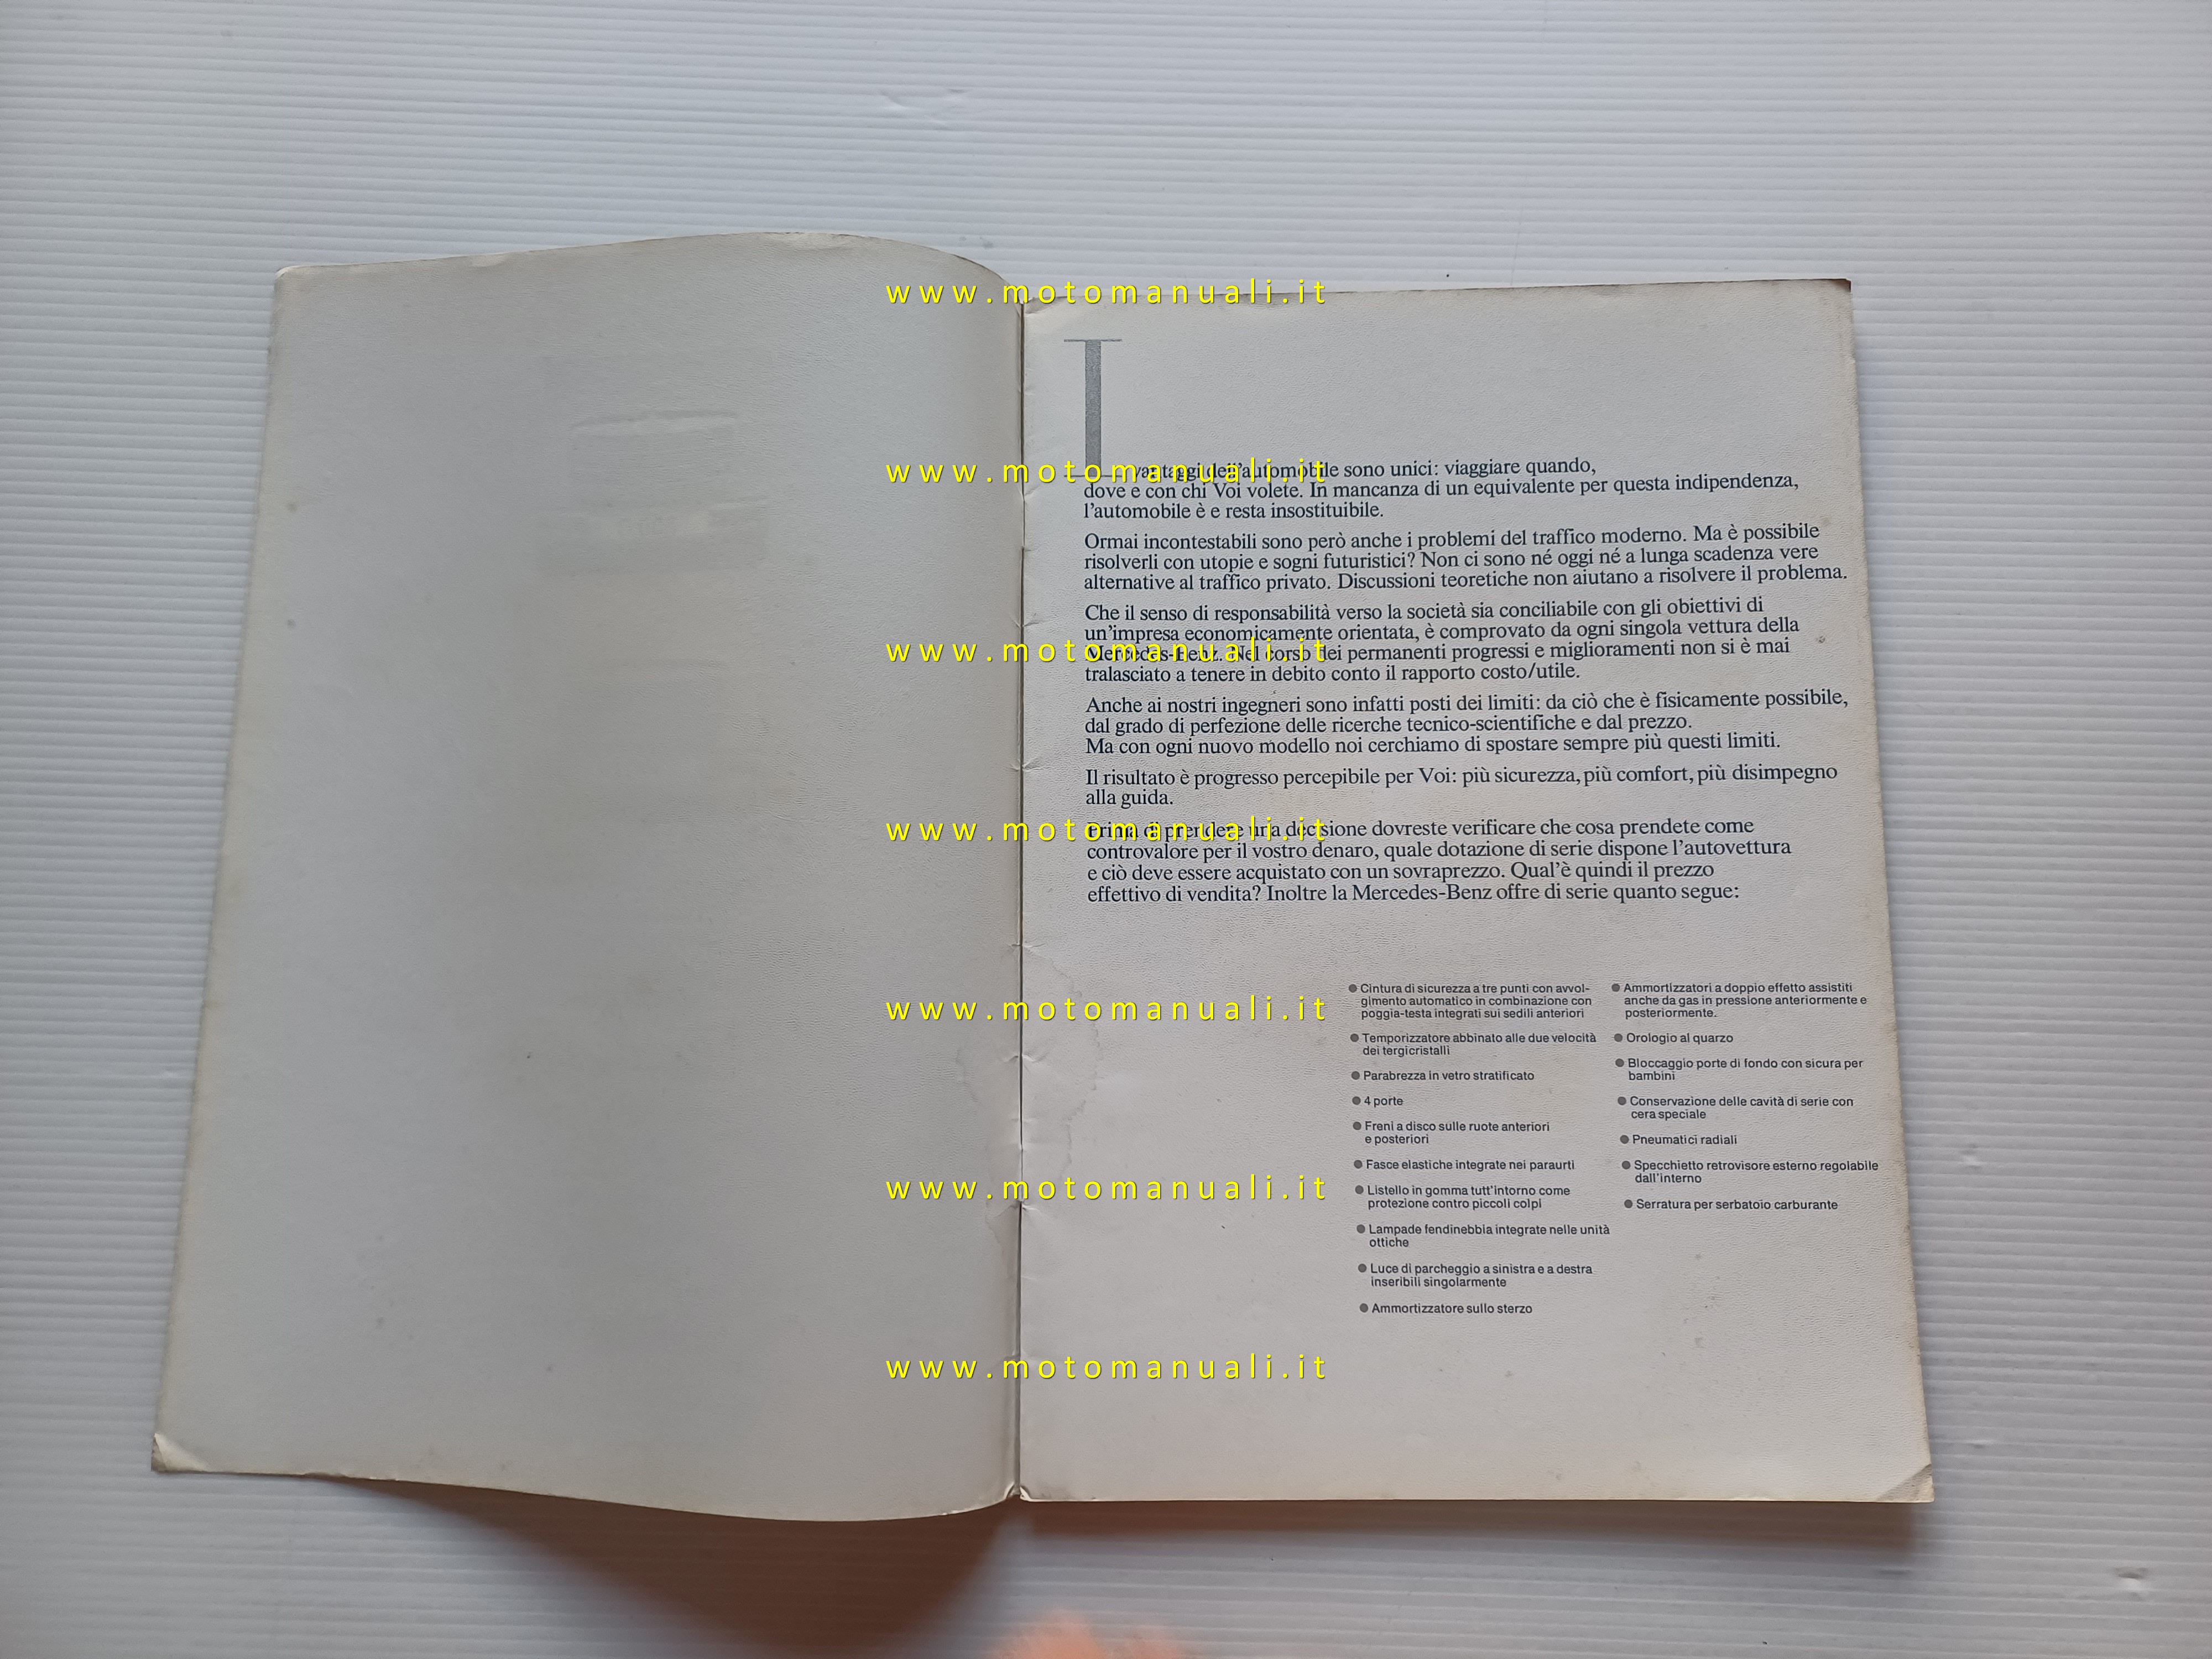 I vantaggi dell'automobile sono unici: viaggiare quando,
dove e con chi Voi volete. In mancanza di un equivalente per questa indipendenza,
l'automobile è e resta insostituibile.
Ormai incontestabili sono però anche i problemi del traffico moderno. Ma è possibile
risolverli con utopie e sogni futuristici? Non ci sono né oggi né a lunga scadenza vere
alternative al traffico privato. Discussioni teoretiche non aiutano a risolvere il problema.
Che il senso di responsabilità verso la società sia conciliabile con gli obiettivi di
un'impresa economicamente orientata, è comprovato da ogni singola vettura della
Mercedes-Benz. Nel corso dei permanenti progressi e miglioramenti non si è mai
tralasciato a tenere in debito conto il rapporto costo/utile.
Anche ai nostri ingegneri sono infatti posti dei limiti: da ciò che è fisicamente possibile,
dal grado di perfezione delle ricerche tecnico-scientifiche e dal prezzo.
Ma con ogni nuovo modello noi cerchiamo di spostare sempre più questi limiti.
Il risultato è progresso percepibile per Voi: più sicurezza, più comfort, più disimpegno
alla guida.
Prima di prendere una decisione dovreste verificare che cosa prendete come
controvalore per il vostro denaro, quale dotazione di serie dispone l'autovettura
e ciò deve essere acquistato con un sovraprezzo. Qual'è quindi il prezzo
effettivo di vendita? Inoltre la Mercedes-Benz offre di serie quanto segue:
● Cintura di sicurezza a tre punti con avvol-
gimento automatico in combinazione con
poggia-testa integrati sui sedili anteriori
● Temporizzatore abbinato alle due velocità
dei tergicristalli
● Parabrezza in vetro stratificato
● 4 porte
● Freni a disco sulle ruote anteriori
e posteriori
● Fasce elastiche integrate nei paraurti
● Listello in gomma tutt'intorno come
protezione contro piccoli colpi
● Lampade fendinebbia integrate nelle unità
ottiche
● Luce di parcheggio a sinistra e a destra
inseribili singolarmente
● Ammortizzatore sullo sterzo
● Ammortizzatori a doppio effetto assistiti
anche da gas in pressione anteriormente e
posteriormente.
● Orologio al quarzo
● Bloccaggio porte di fondo con sicura per
bambini
● Conservazione delle cavità di serie con
cera speciale
● Pneumatici radiali
● Specchietto retrovisore esterno regolabile
dall'interno
● Serratura per serbatoio carburante
www.motomanuali.it
www.motomanuali.it
www.motomanuali.it
www.motomanuali.it
www.motomanuali.it
www.motomanuali.it
www.motomanuali.it